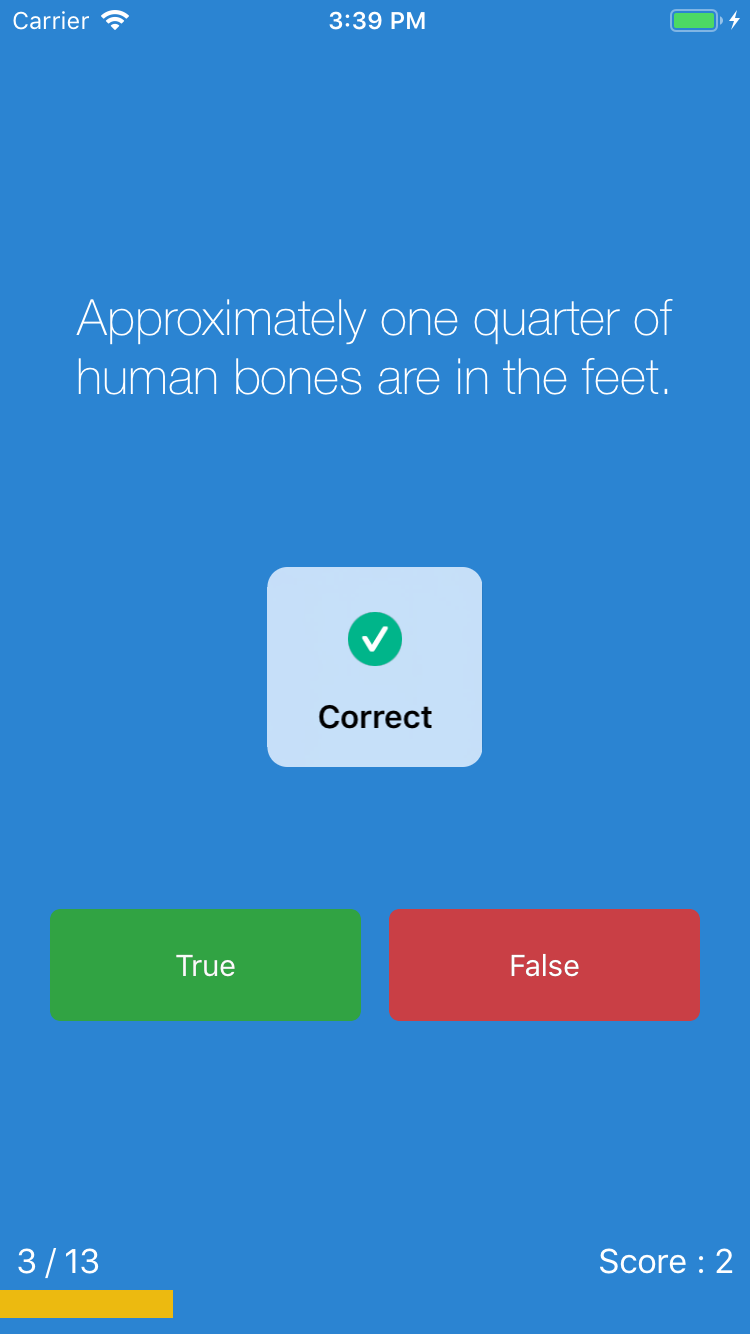 Carrier 3:39 PM
Approximately one quarter of
human bones are in the feet.
Correct
True False
3 / 13 Score : 2